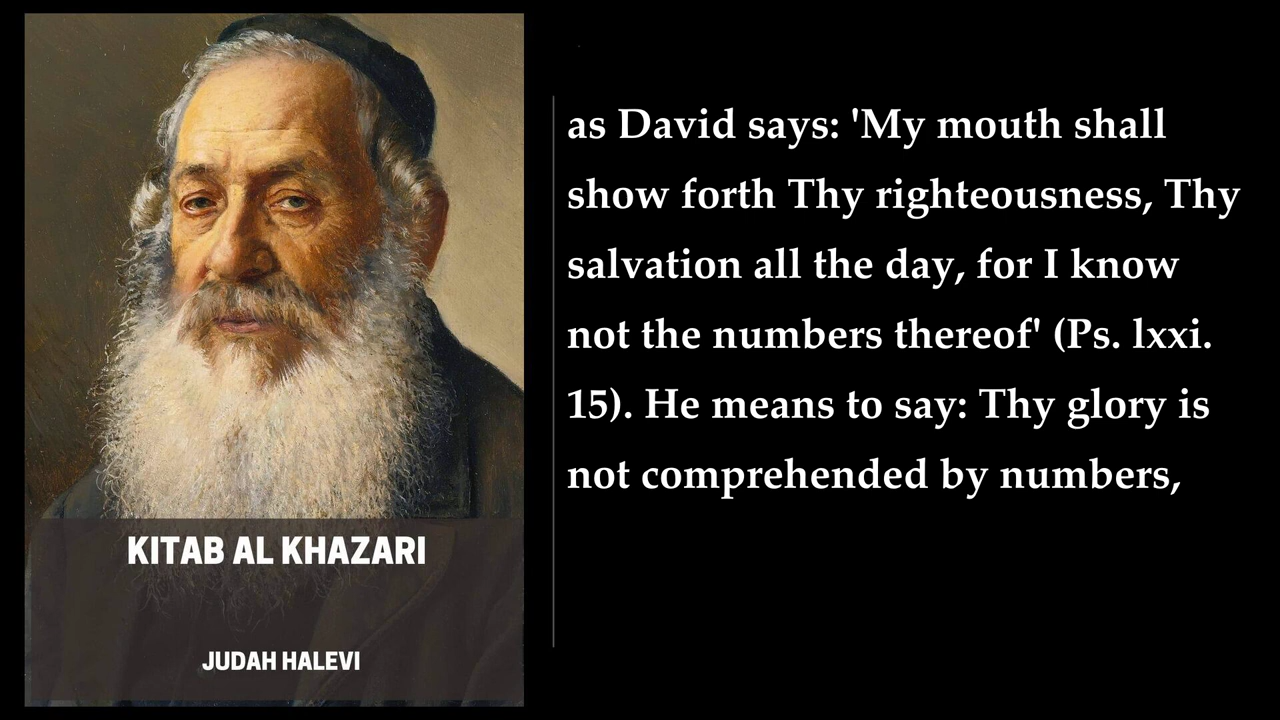 KITAB AL KHAZARI
JUDAH HALEVI
as David says: 'My mouth shall
show forth Thy righteousness, Thy
salvation all the day, for I know
not the numbers thereof' (Ps. lxxi.
15). He means to say: Thy glory is
not comprehended by numbers,